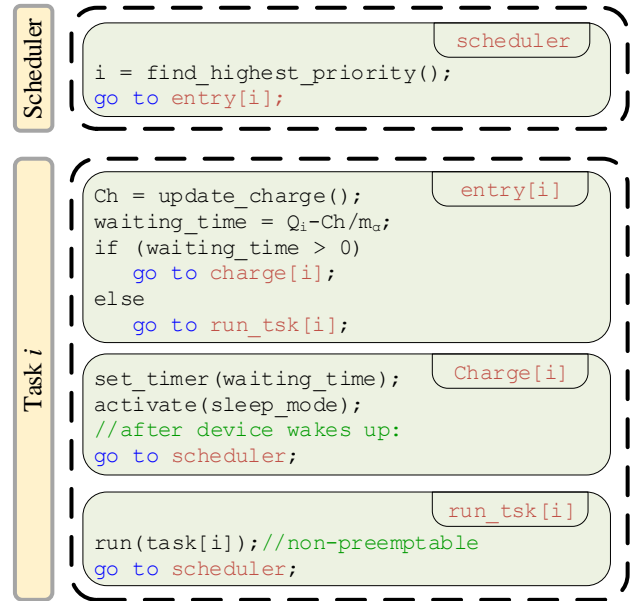 Scheduler
scheduler
i = find_highest_priority();
go to entry[i];
Task i
entry[i]
Ch = update_charge();
waiting_time = Qᵢ-Ch/mα;
if (waiting_time > 0)
go to charge[i];
else
go to run_tsk[i];
Charge[i]
set_timer(waiting_time);
activate(sleep_mode);
//after device wakes up:
go to scheduler;
run_tsk[i]
run(task[i]);//non-preemptable
go to scheduler;